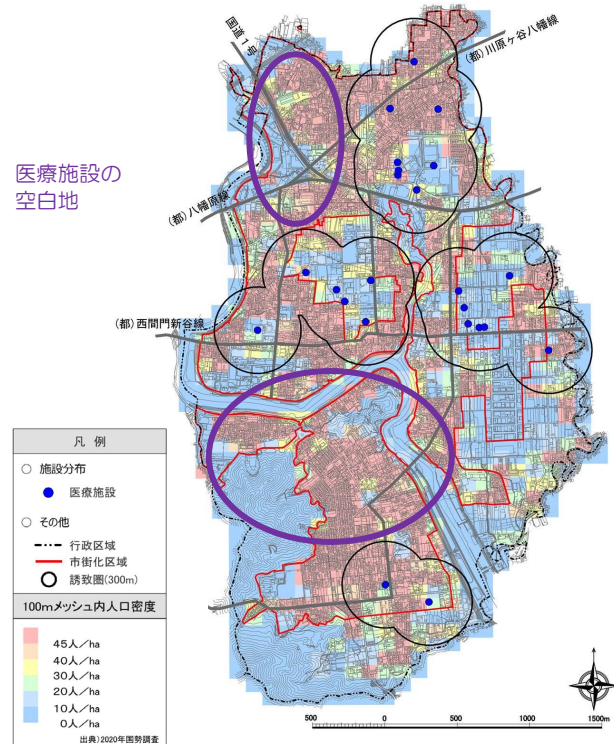 国道1号
(都)川原ヶ谷八幡線
医療施設の
空白地
(都)八幡原線
(都)西間門新谷線
凡 例
○ 施設分布
医療施設
○ その他
行政区域
市街化区域
誘致圏(300m)
100mメッシュ内人口密度
45人/ha
40人/ha
30人/ha
20人/ha
10人/ha
0人/ha
出典)2020年国勢調査
500 0 500 1000 1500m